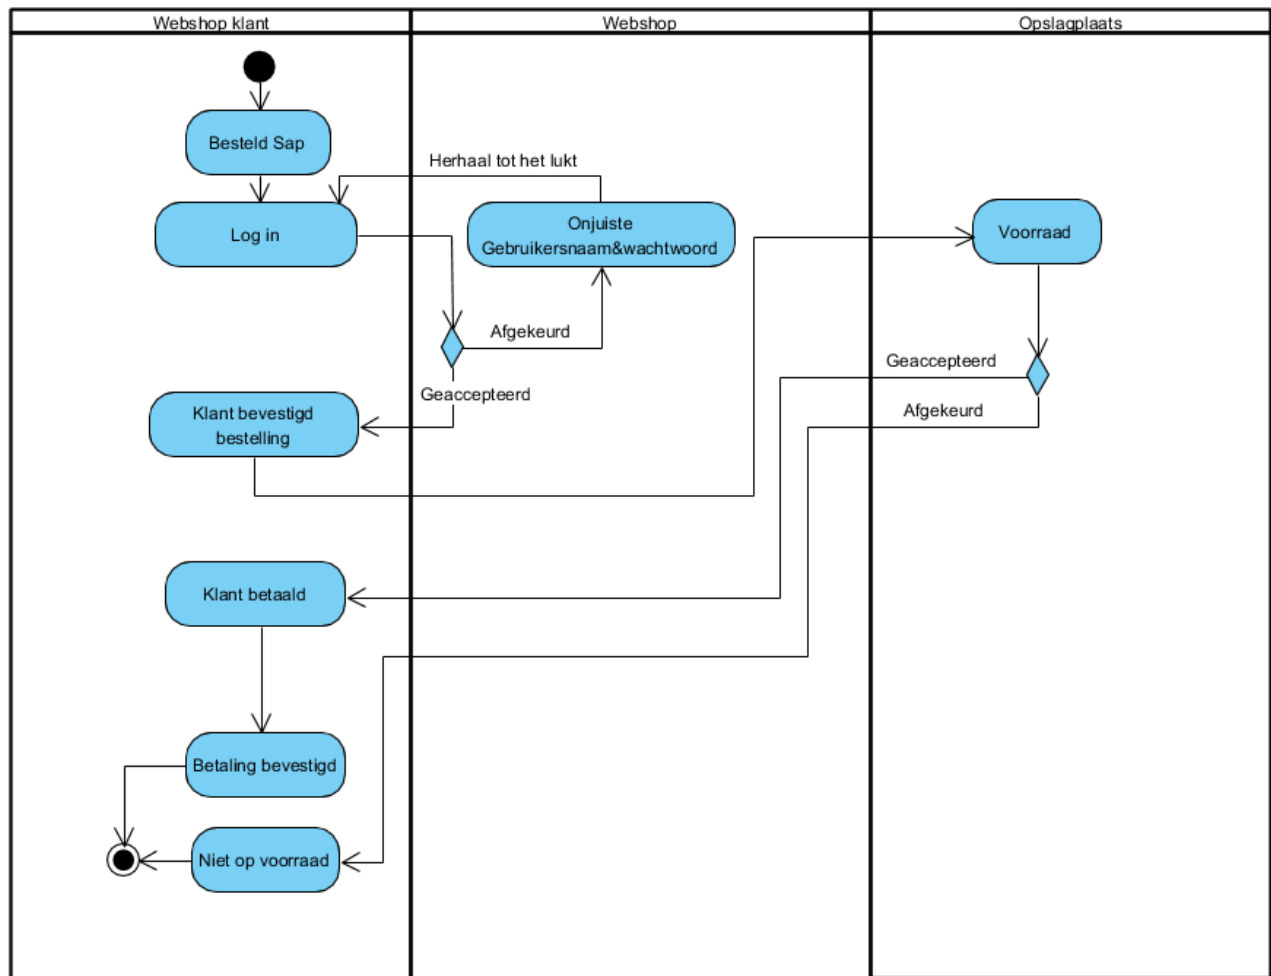 Webshop klant
Webshop
Opslagplaats
Besteld Sap
Herhaal tot het lukt
Log in
Onjuiste
Gebruikersnaam&wachtwoord
Voorraad
Afgekeurd
Geaccepteerd
Geaccepteerd
Afgekeurd
Klant bevestigd
bestelling
Klant betaald
Betaling bevestigd
Niet op voorraad